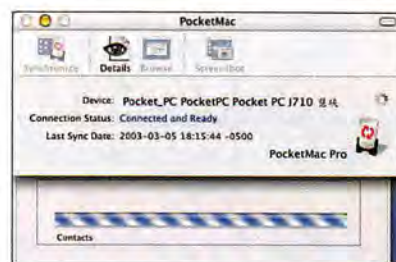 PocketMac
Synchronize Details Browse Screenshot
Device: Pocket_PC PocketPC Pocket PC J710
Connection Status: Connected and Ready
Last Sync Date: 2003-03-05 18:15:44 -0500
PocketMac Pro
Contacts